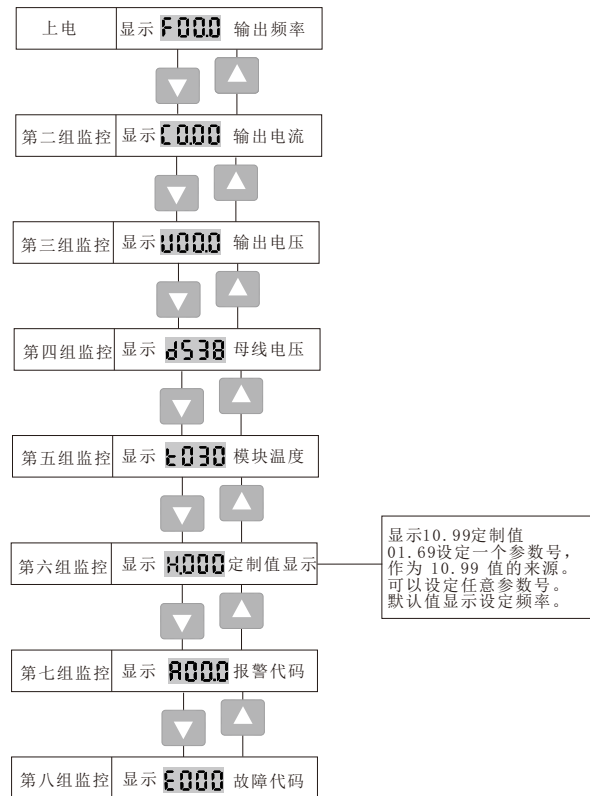 上电 显示 F00.0 输出频率
第二组监控 显示 C0.00 输出电流
第三组监控 显示 U00.0 输出电压
第四组监控 显示 d538 母线电压
第五组监控 显示 t030 模块温度
第六组监控 显示 H.000 定制值显示
显示10.99定制值
01.69设定一个参数号,
作为 10.99 值的来源。
可以设定任意参数号。
默认值显示设定频率。
第七组监控 显示 A00.0 报警代码
第八组监控 显示 E000 故障代码